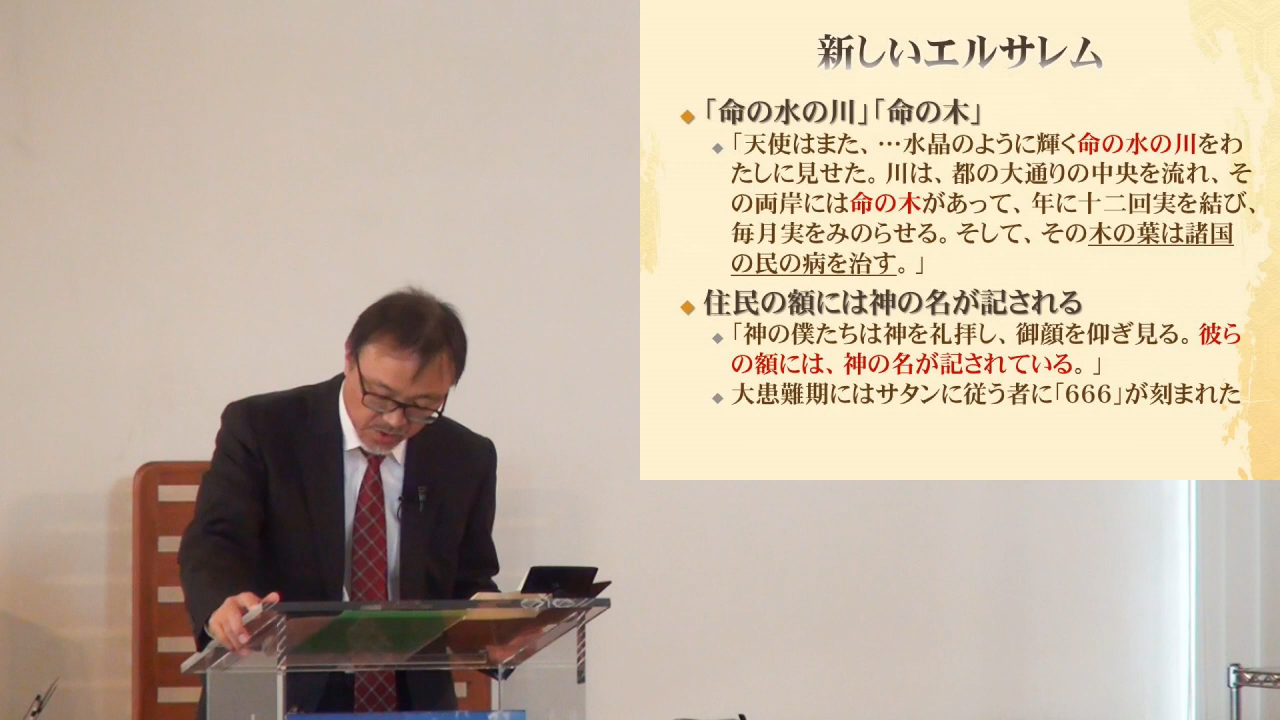 新しいエルサレム
「命の水の川」「命の木」
「天使はまた、…水晶のように輝く命の水の川をわ
たしに見せた。川は、都の大通りの中央を流れ、そ
の両岸には命の木があって、年に十二回実を結び、
毎月実をみのらせる。そして、その木の葉は諸国
の民の病を治す。」
住民の額には神の名が記される
「神の僕たちは神を礼拝し、御顔を仰ぎ見る。彼ら
の額には、神の名が記されている。」
大患難期にはサタンに従う者に「666」が刻まれた